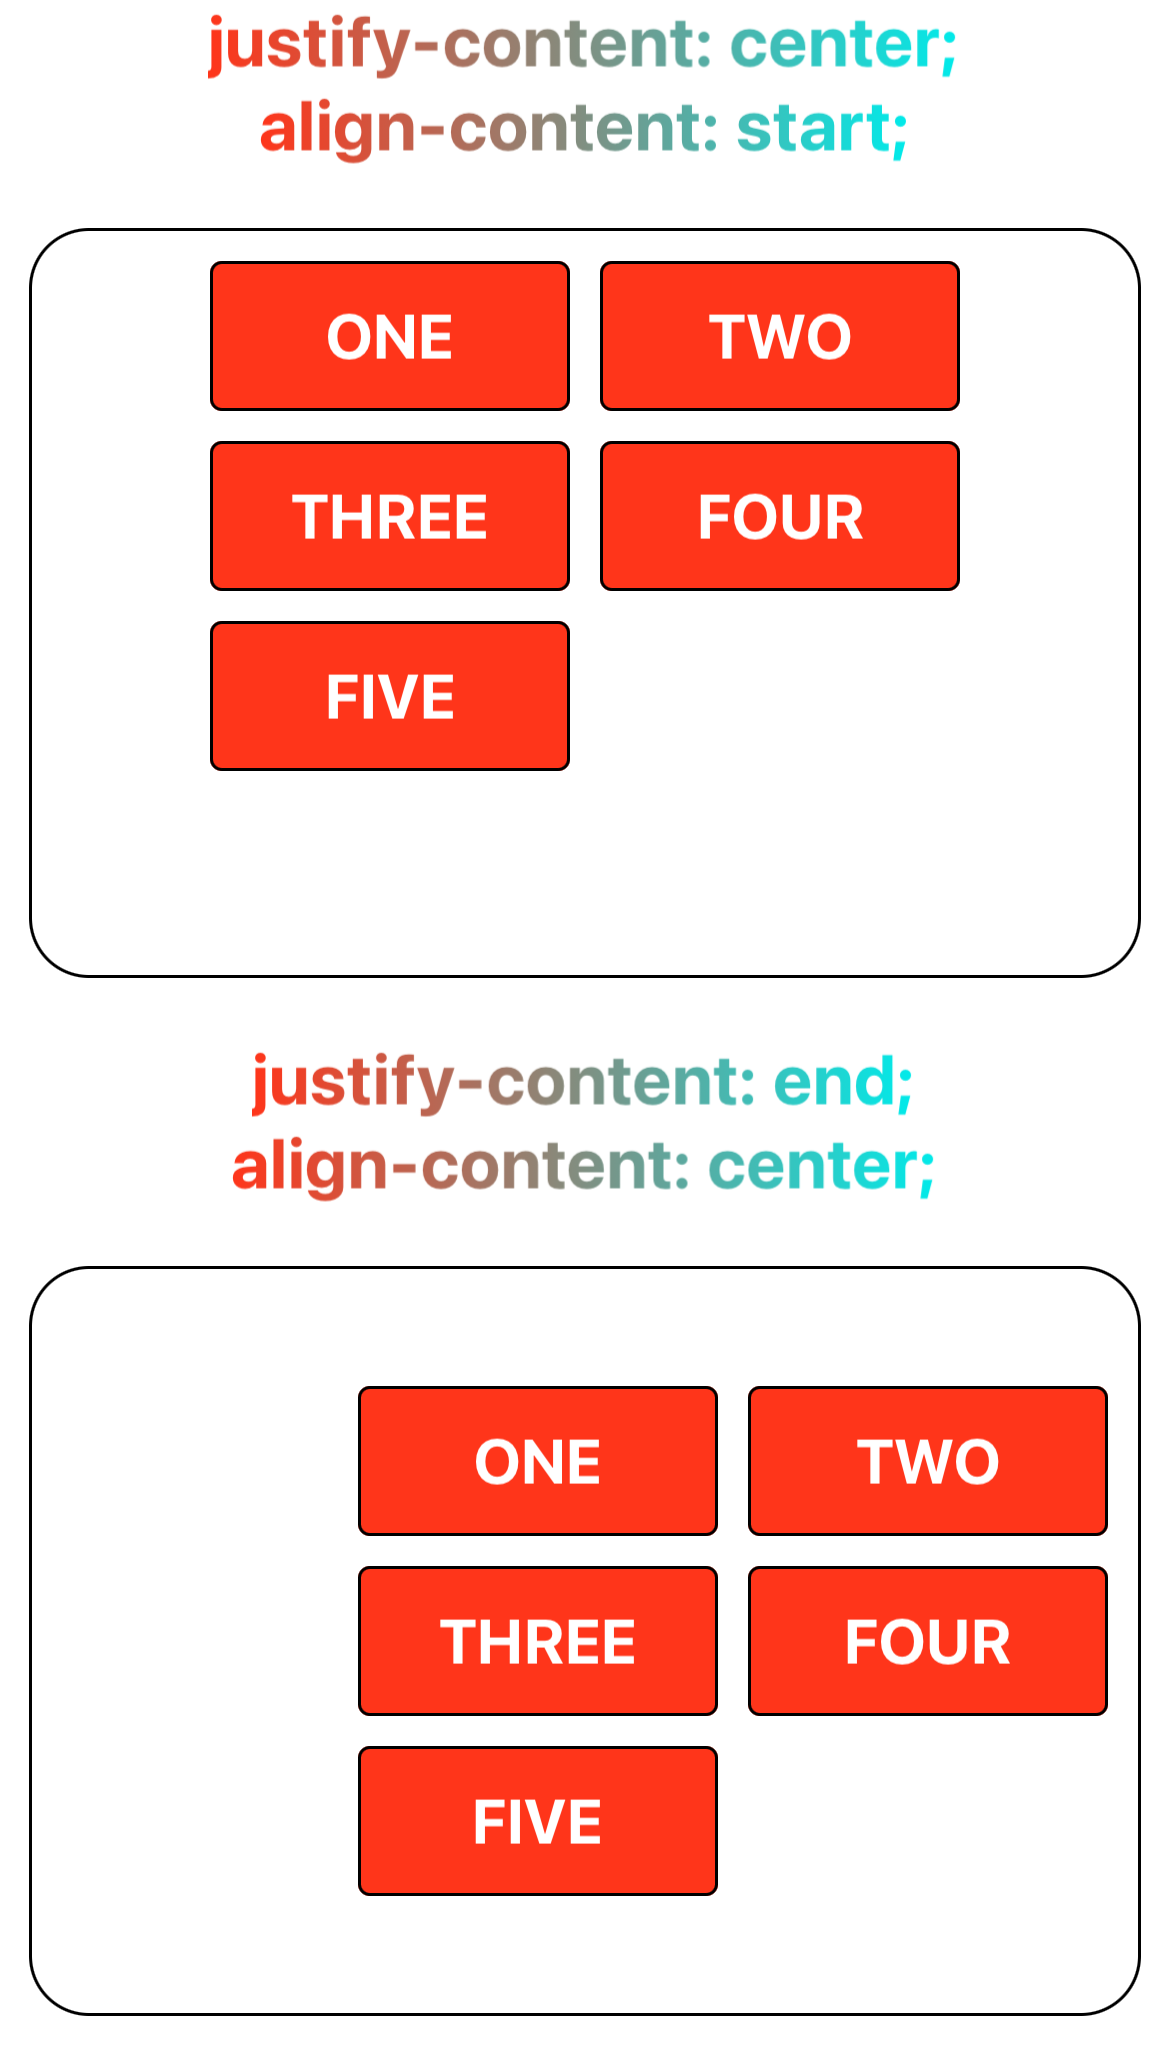 justify-content: center;
align-content: start;
ONE TWO
THREE FOUR
FIVE
justify-content: end;
align-content: center;
ONE TWO
THREE FOUR
FIVE